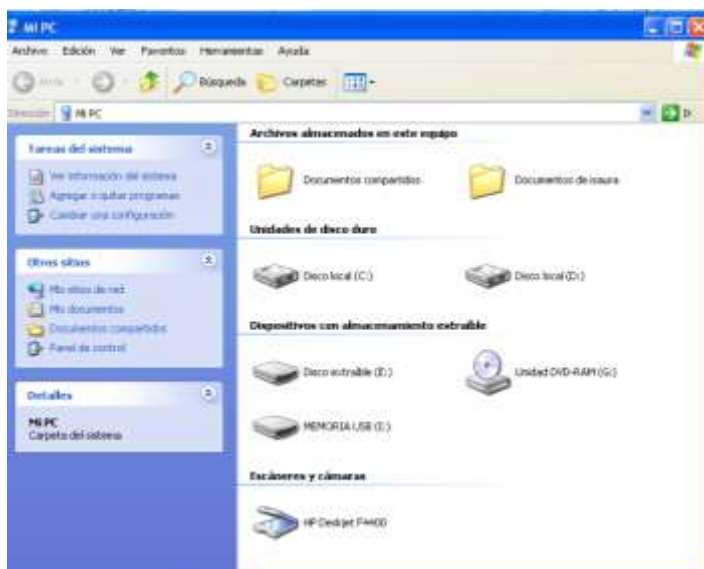 Mi PC
Archivo Edición Ver Favoritos Herramientas Ayuda
Atrás Búsqueda Carpetas
Dirección Mi PC Ir
Tareas del sistema
Ver información del sistema
Agregar o quitar programas
Cambiar una configuración
Otros sitios
Mis sitios de red
Mis documentos
Documentos compartidos
Panel de control
Detalles
Mi PC
Carpeta del sistema
Archivos almacenados en este equipo
Documentos compartidos
Documentos de isaura
Unidades de disco duro
Disco local (C:)
Disco local (D:)
Dispositivos con almacenamiento extraíble
Disco extraíble (E:)
Unidad DVD-RAM (G:)
MEMORIA USB (I:)
Escáneres y cámaras
HP Deskjet F4400